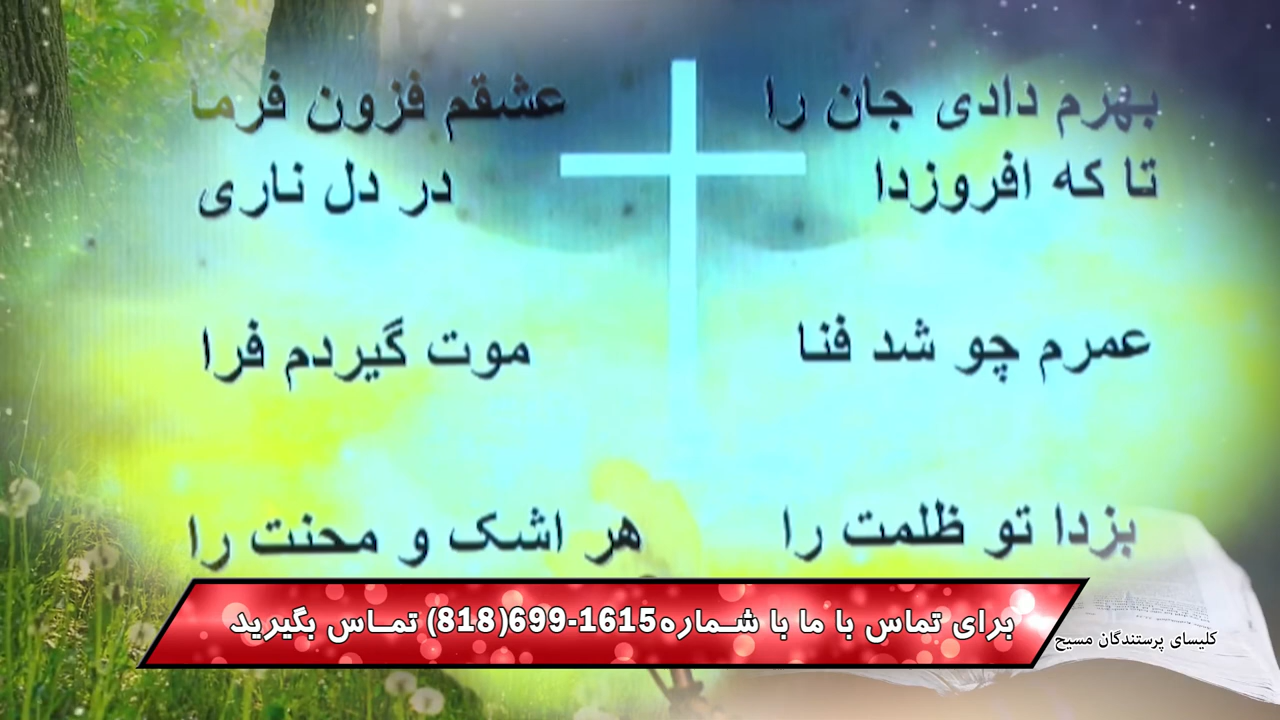 بهرم دادی جان را عشقم فزون فرما
تا که افروزدا در دل ناری
عمرم چو شد فنا موت گیردم فرا
بزدا تو ظلمت را هر اشک و محنت را
برای تماس با ما با شـماره 1615-699(818) تمـاس بگیرید
کلیسای پرستندگان مسیح